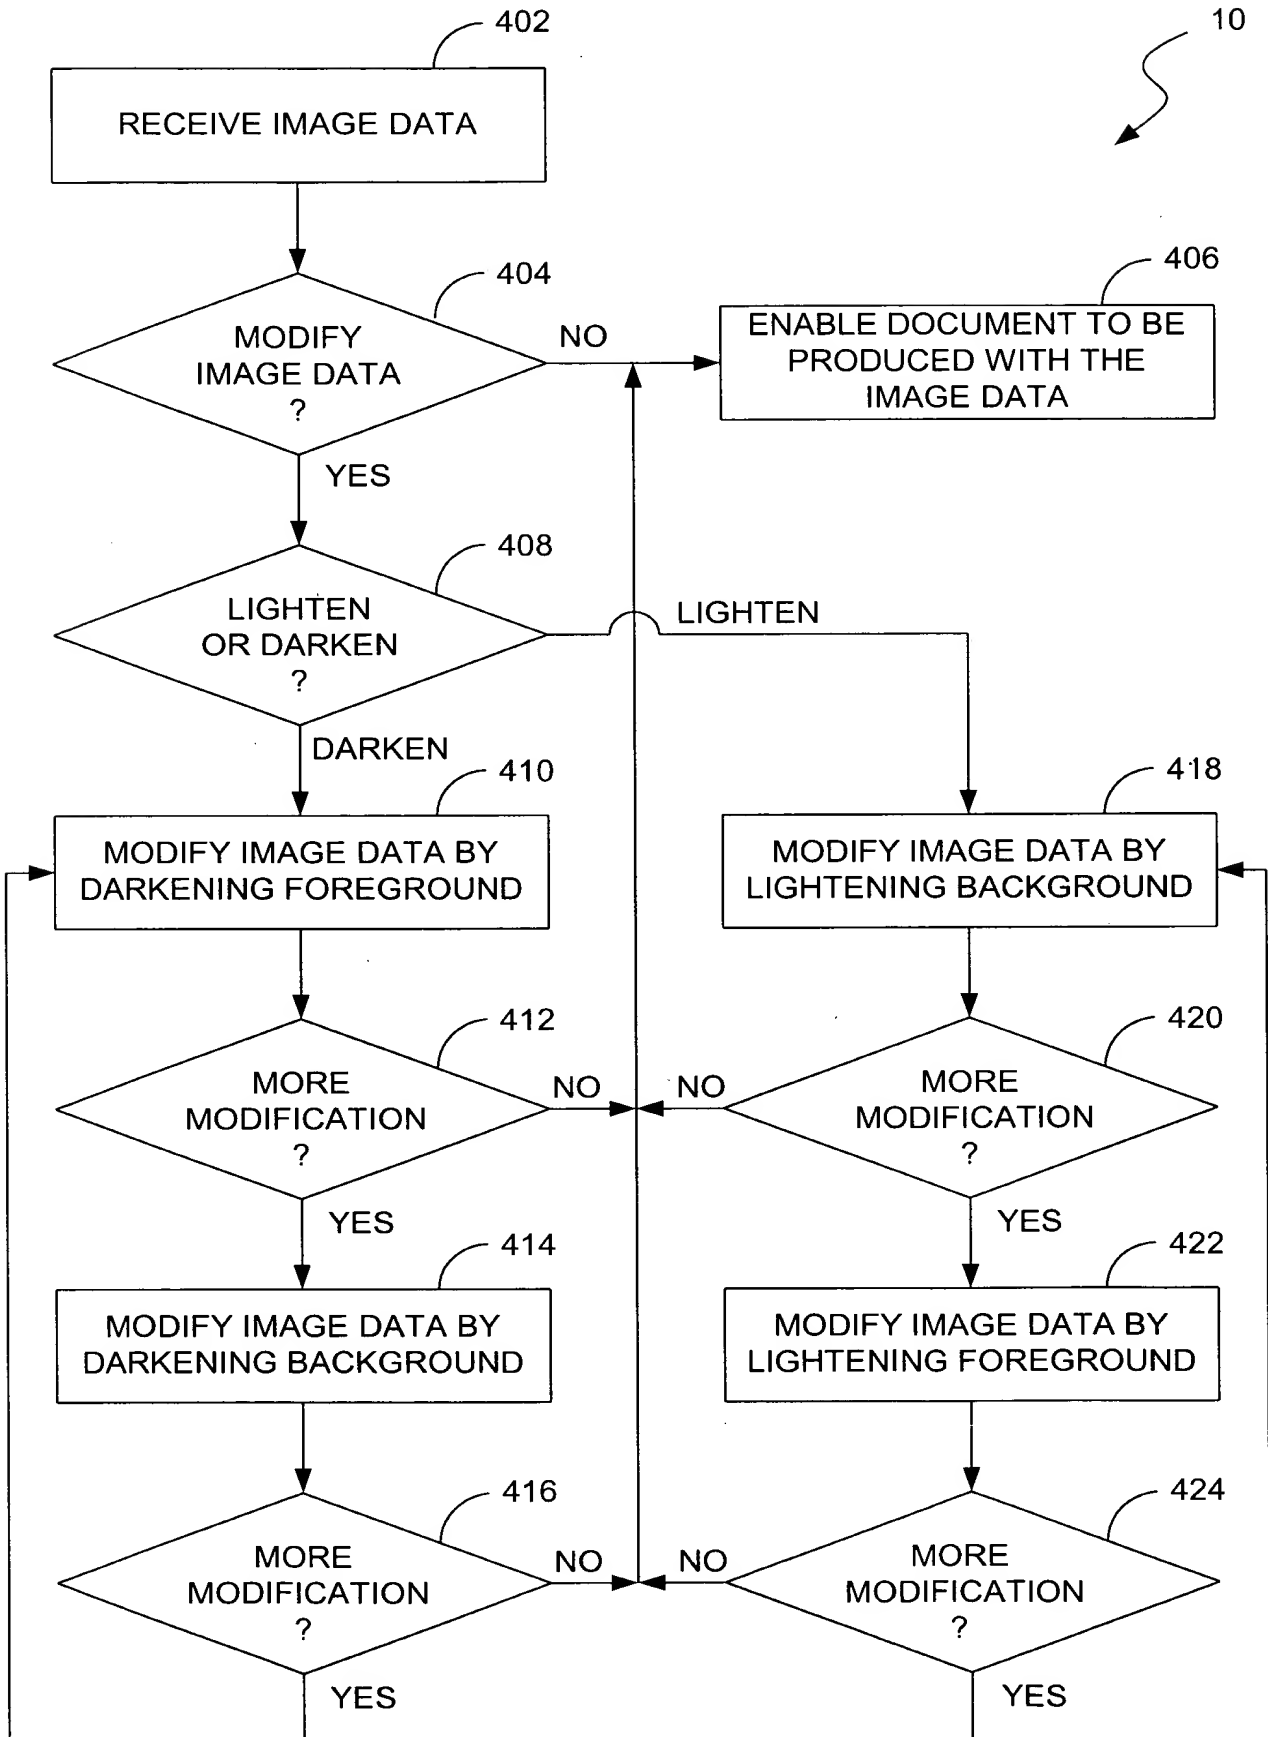 402
10
RECEIVE IMAGE DATA
404
406
MODIFY
IMAGE DATA
?
NO
ENABLE DOCUMENT TO BE
PRODUCED WITH THE
IMAGE DATA
YES
408
LIGHTEN
OR DARKEN
?
LIGHTEN
DARKEN
410
418
MODIFY IMAGE DATA BY
DARKENING FOREGROUND
MODIFY IMAGE DATA BY
LIGHTENING BACKGROUND
412
420
MORE
MODIFICATION
?
NO
NO
MORE
MODIFICATION
?
YES
YES
414
422
MODIFY IMAGE DATA BY
DARKENING BACKGROUND
MODIFY IMAGE DATA BY
LIGHTENING FOREGROUND
416
424
MORE
MODIFICATION
?
NO
NO
MORE
MODIFICATION
?
YES
YES